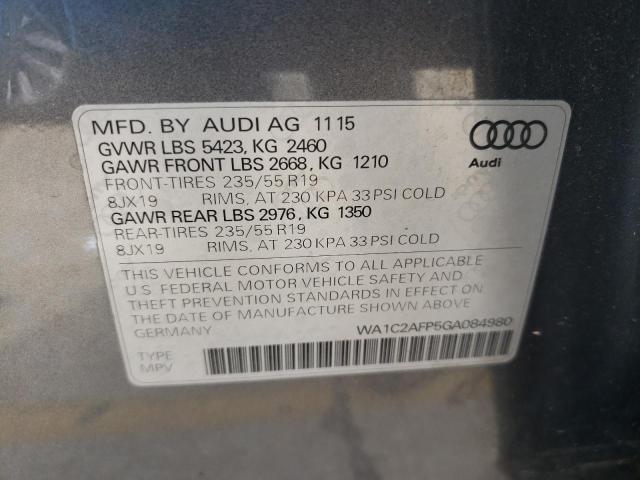 MFD. BY AUDI AG 1115
GVWR LBS 5423, KG 2460
GAWR FRONT LBS 2668, KG 1210
FRONT-TIRES 235/55 R19
8JX19 RIMS, AT 230 KPA 33 PSI COLD
GAWR REAR LBS 2976, KG 1350
REAR-TIRES 235/55 R19
8JX19 RIMS, AT 230 KPA 33 PSI COLD
Audi
THIS VEHICLE CONFORMS TO ALL APPLICABLE
U.S. FEDERAL MOTOR VEHICLE SAFETY AND
THEFT PREVENTION STANDARDS IN EFFECT ON
THE DATE OF MANUFACTURE SHOWN ABOVE.
GERMANY
WA1C2AFP5GA084980
TYPE
MPV